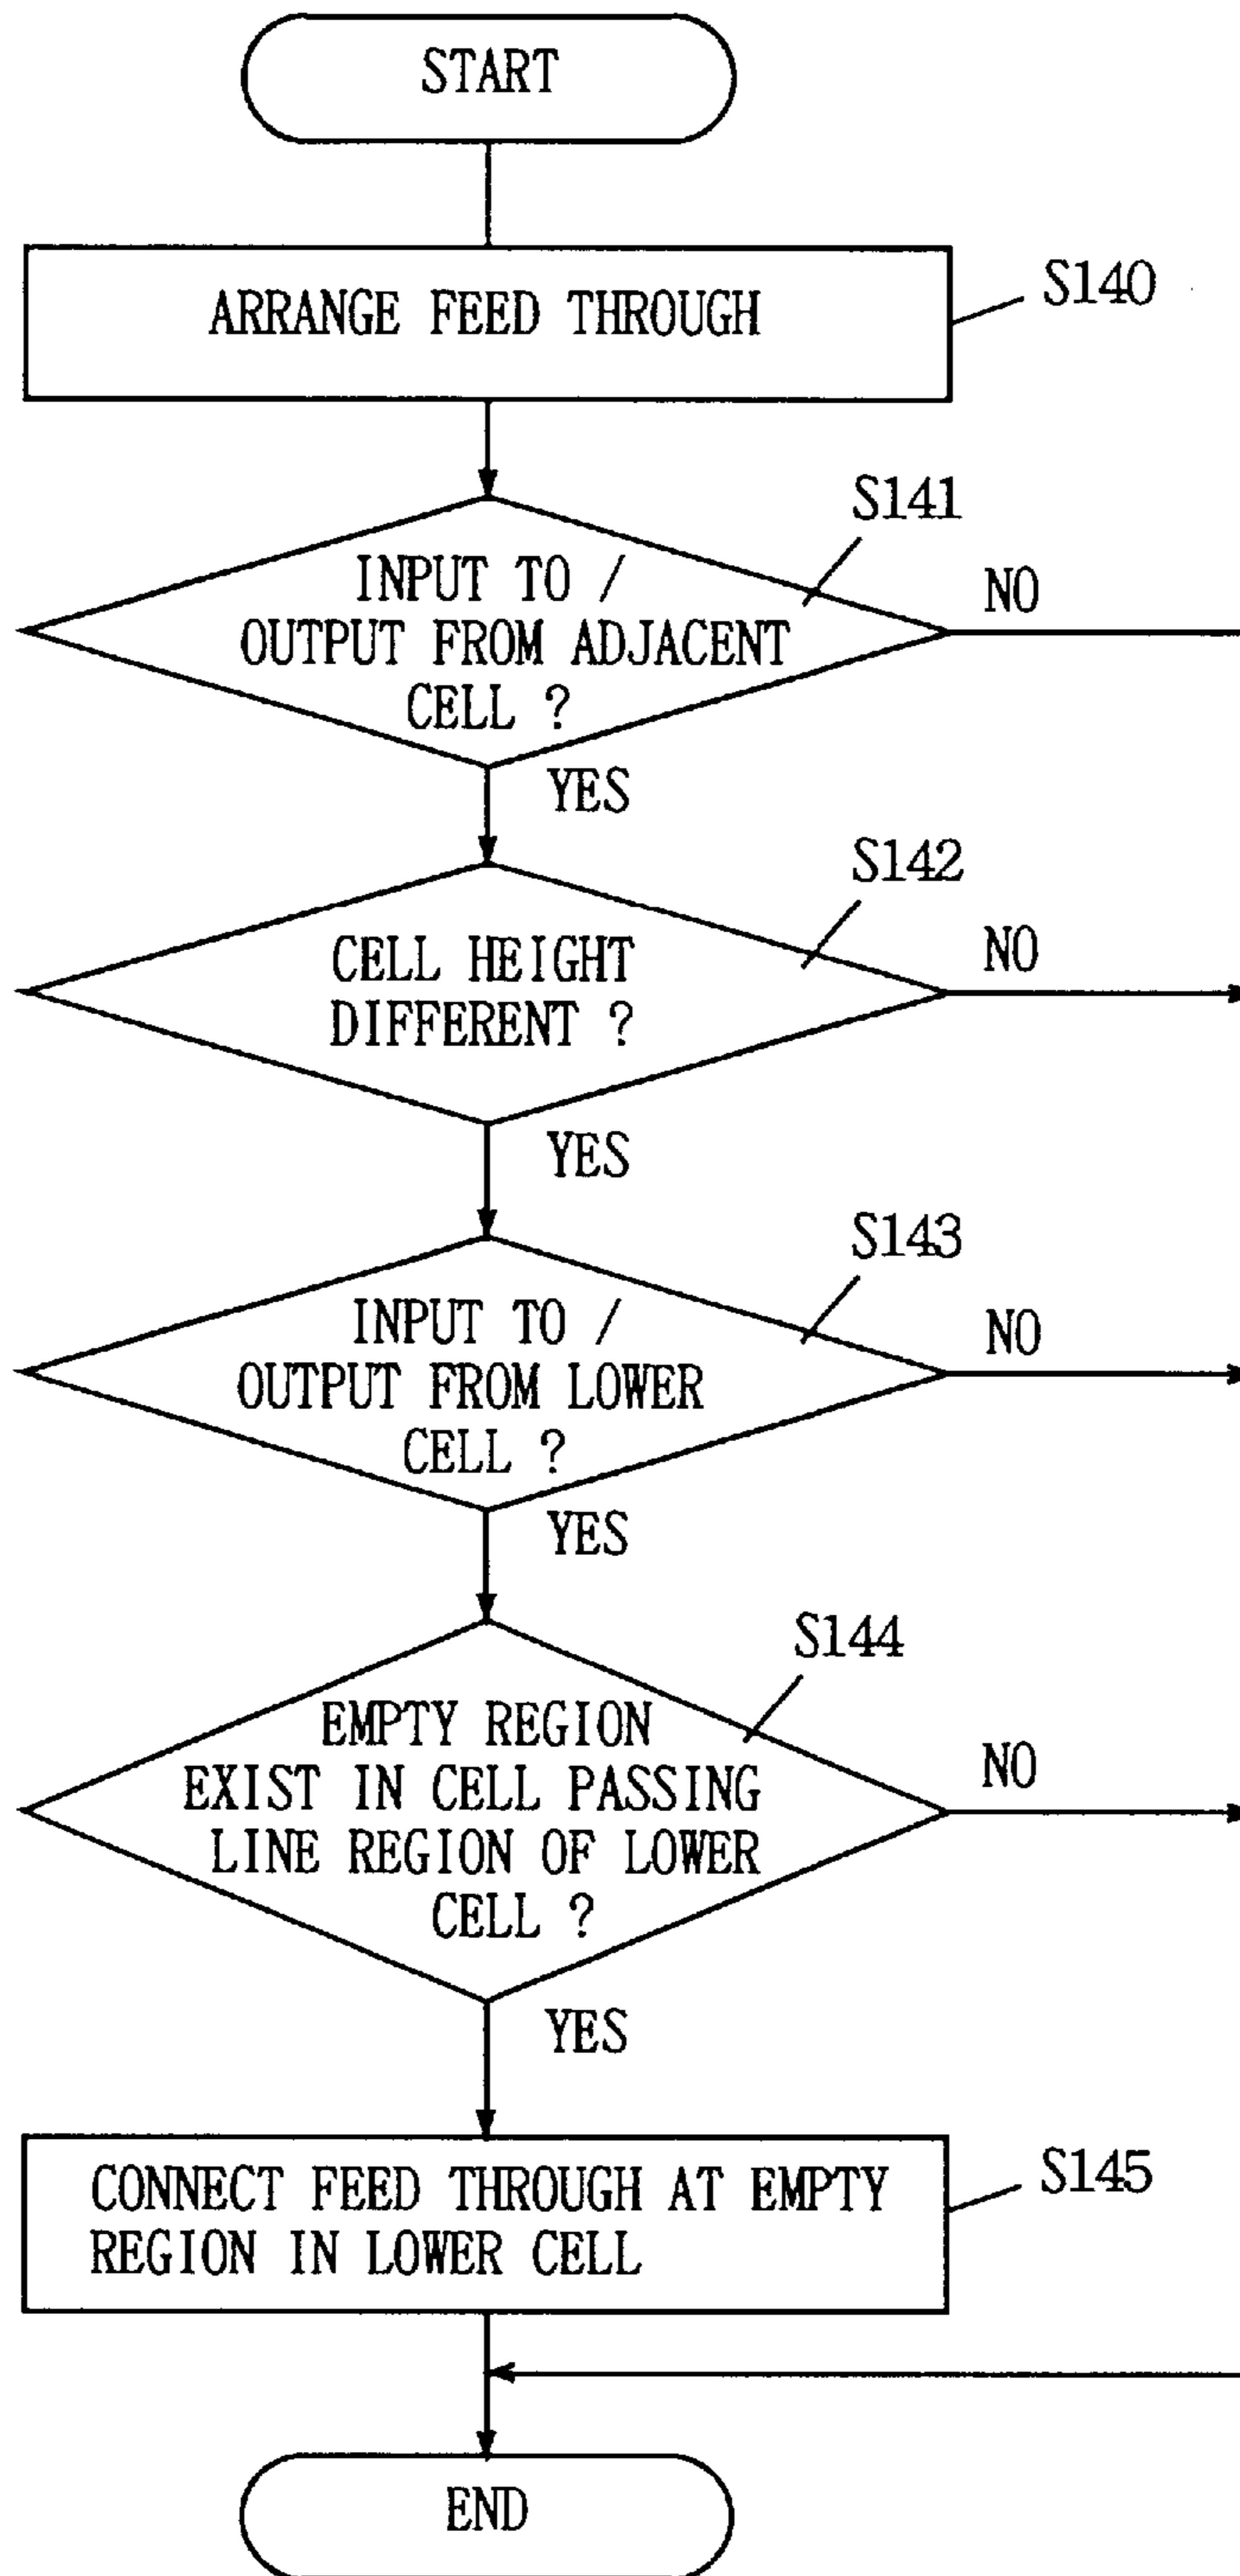 START
ARRANGE FEED THROUGH
S140
S141
INPUT TO /
OUTPUT FROM ADJACENT
CELL ?
NO
YES
S142
CELL HEIGHT
DIFFERENT ?
NO
YES
S143
INPUT TO /
OUTPUT FROM LOWER
CELL ?
NO
YES
S144
EMPTY REGION
EXIST IN CELL PASSING
LINE REGION OF LOWER
CELL ?
NO
YES
CONNECT FEED THROUGH AT EMPTY
REGION IN LOWER CELL
S145
END